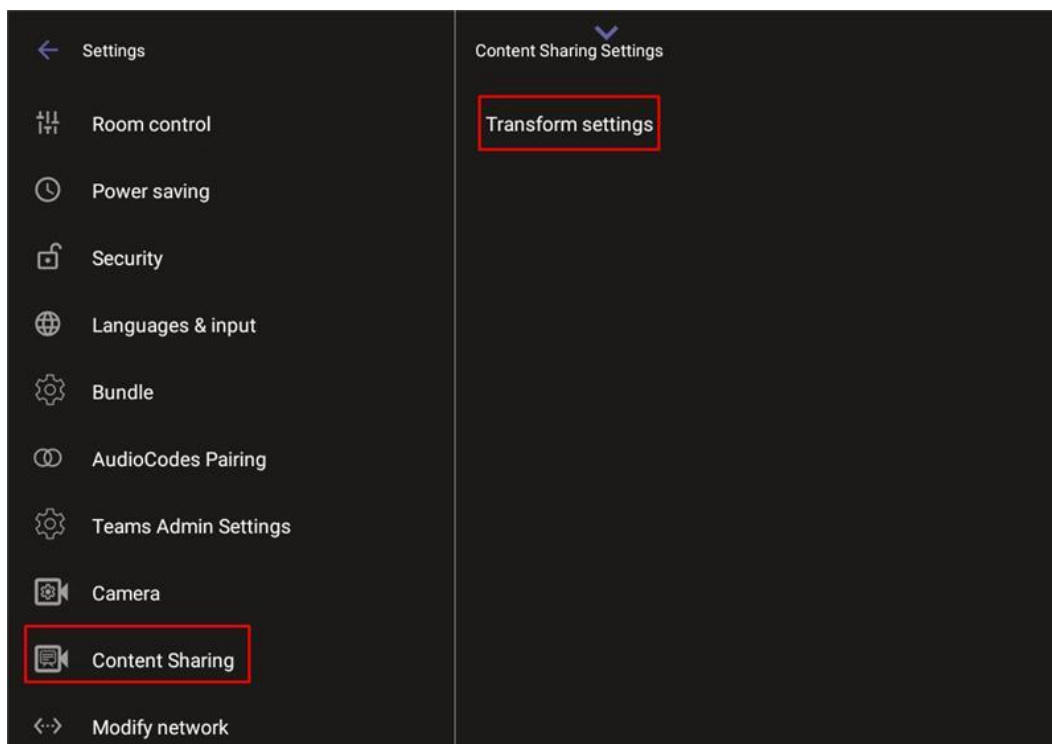 Settings
Room control
Power saving
Security
Languages & input
Bundle
AudioCodes Pairing
Teams Admin Settings
Camera
Content Sharing
Modify network
Content Sharing Settings
Transform settings